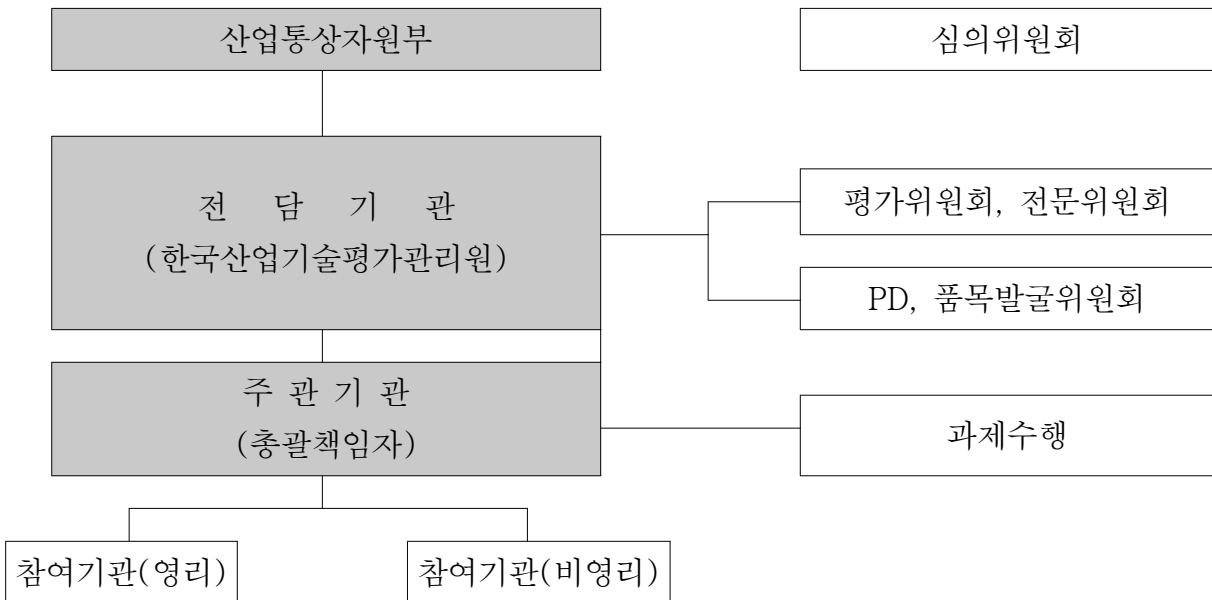 산업통상자원부
심의위원회
전 담 기 관
(한국산업기술평가관리원)
평가위원회, 전문위원회
PD, 품목발굴위원회
주 관 기 관
(총괄책임자)
과제수행
참여기관(영리)
참여기관(비영리)